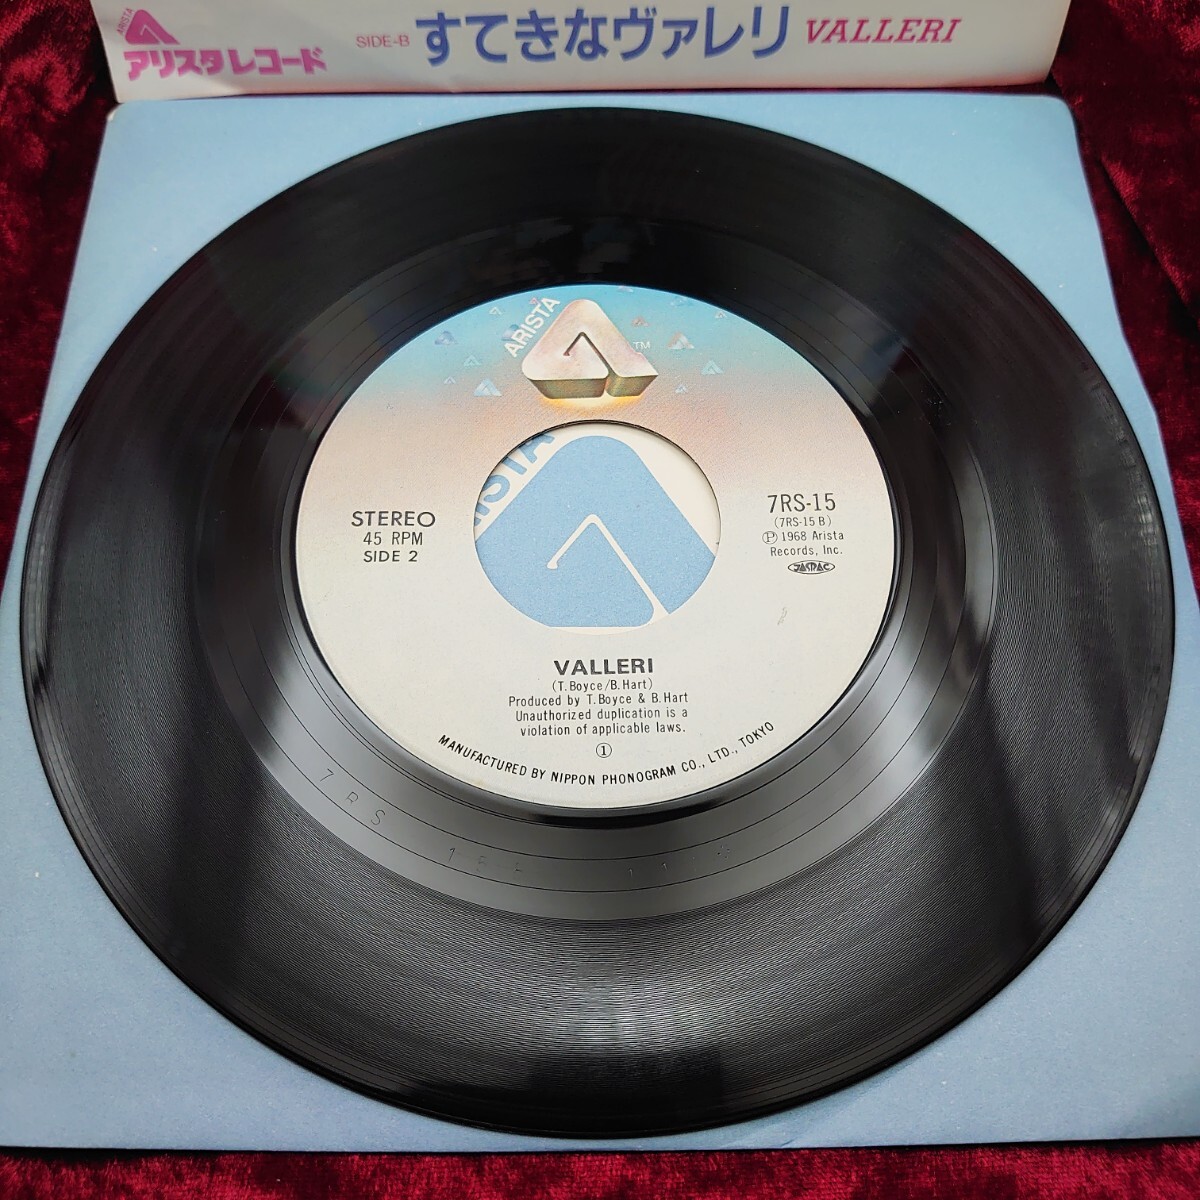 ARISTA
アリスタレコード
SIDE-B すてきなヴァレリ VALLERI
ARISTA
TM
STEREO
45 RPM
SIDE 2
7RS-15
(7RS-15 B)
Ⓟ 1968 Arista
Records, Inc.
JASRAC
VALLERI
(T. Boyce/B. Hart)
Produced by T. Boyce & B. Hart
Unauthorized duplication is a
violation of applicable laws.
①
MANUFACTURED BY NIPPON PHONOGRAM CO., LTD., TOKYO
7RS